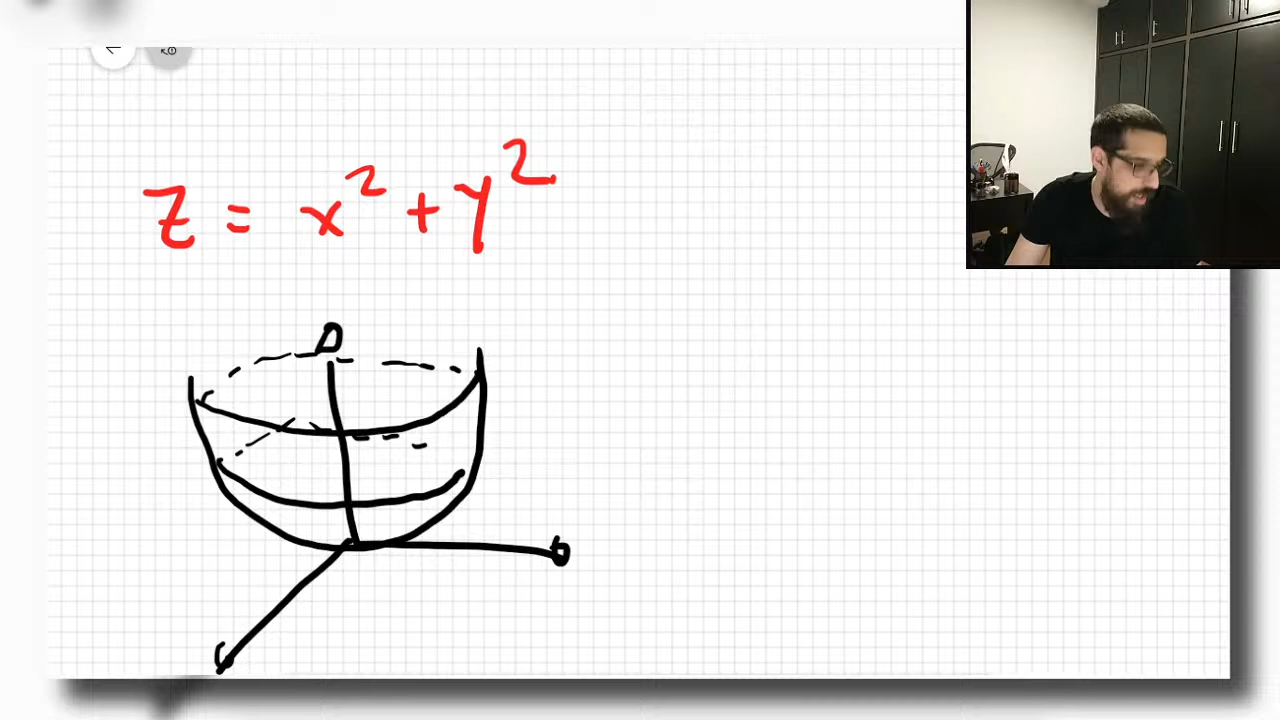 z = x² + y²